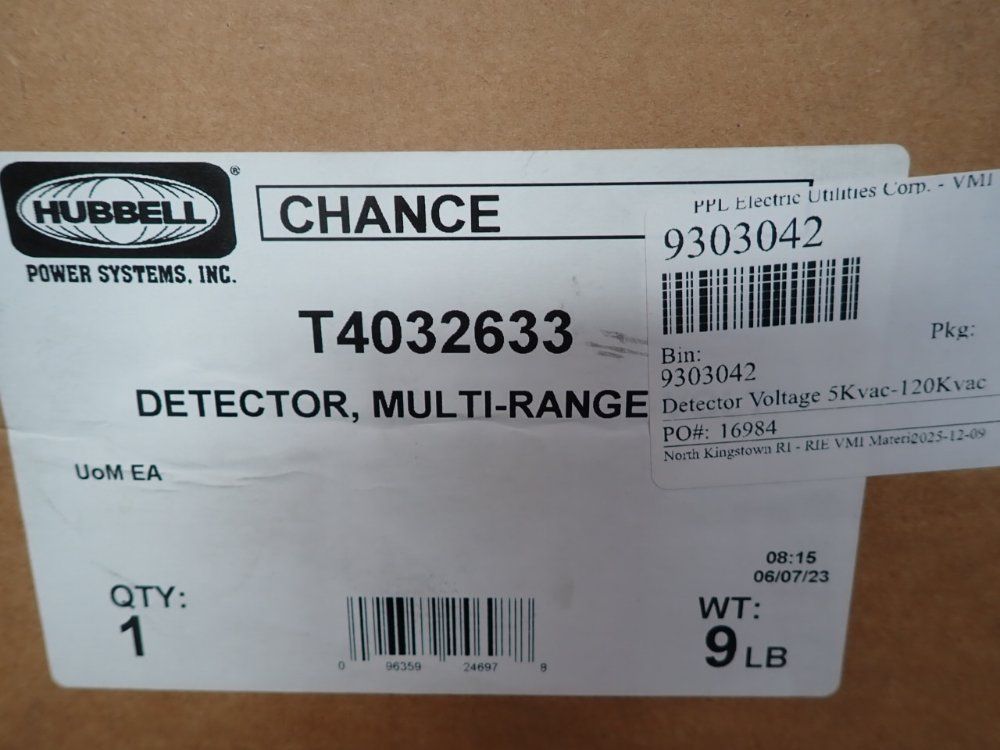 HUBBELL®
POWER SYSTEMS, INC.
CHANCE
T4032633
DETECTOR, MULTI-RANGE
UoM EA
QTY:
1
0 96359 24697 8
08:15
06/07/23
WT:
9 LB
PPL Electric Utilities Corp. - VMI
9303042
Pkg:
Bin:
9303042
Detector Voltage 5Kvac-120Kvac
PO#: 16984
North Kingstown RI - RIE VMI Materi2025-12-09